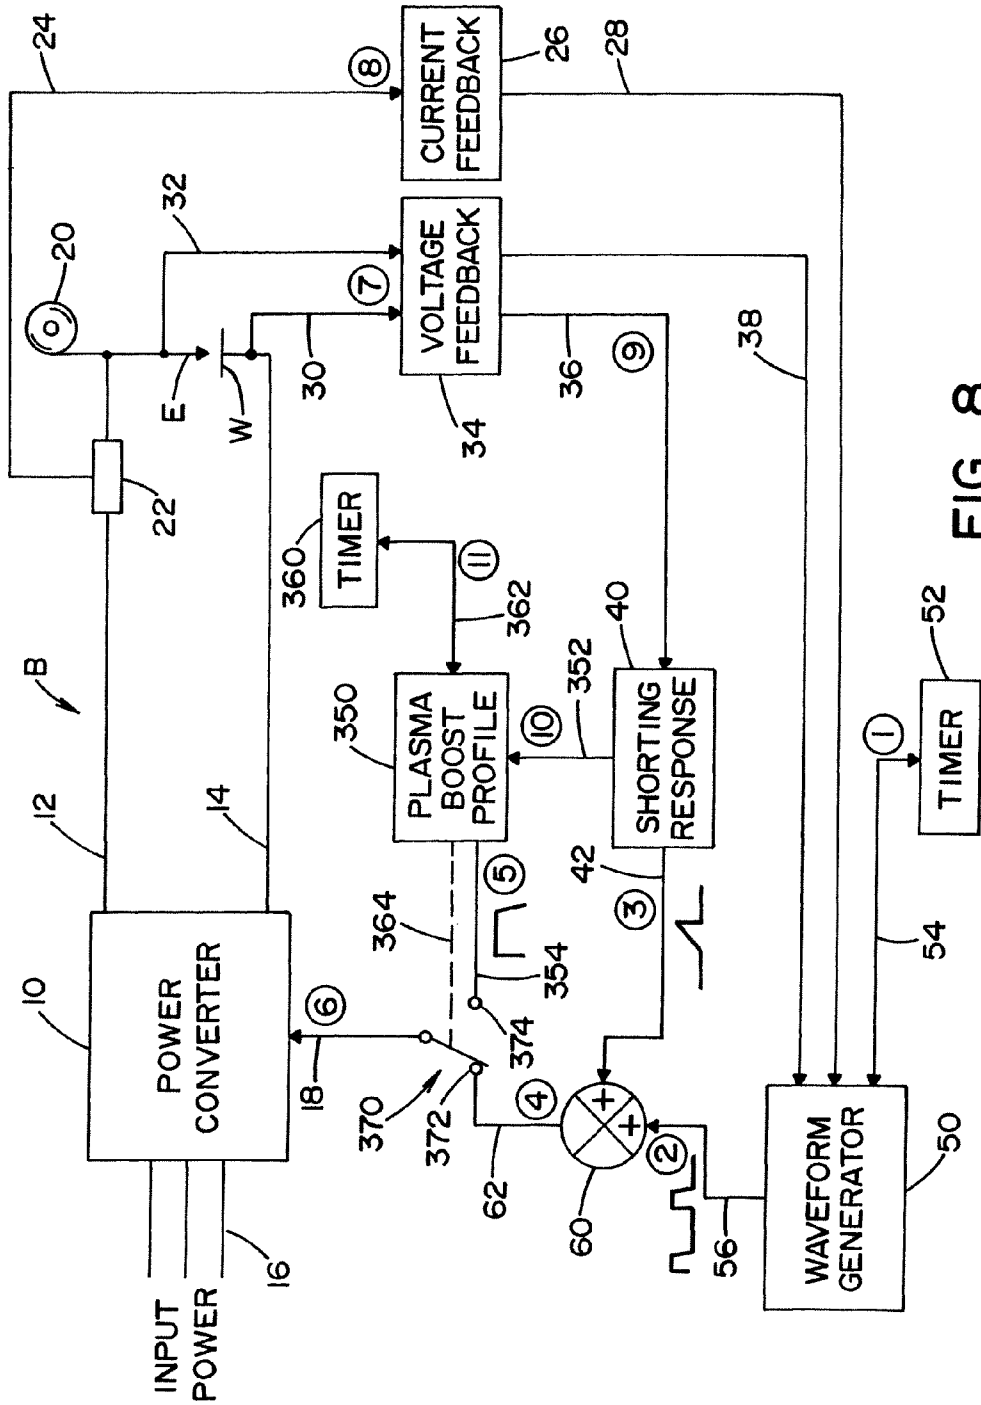 INPUT
POWER
16
10
POWER
CONVERTER
12
14
B
22
20
24
E
W
32
30
18
6
370
372
374
364
354
5
350
PLASMA
BOOST
PROFILE
360
TIMER
11
362
34
VOLTAGE
FEEDBACK
7
CURRENT
FEEDBACK
8
26
62
4
10
352
36
9
28
60
2
3
42
40
SHORTING
RESPONSE
56
38
WAVEFORM
GENERATOR
50
54
1
TIMER
52
FIG 8